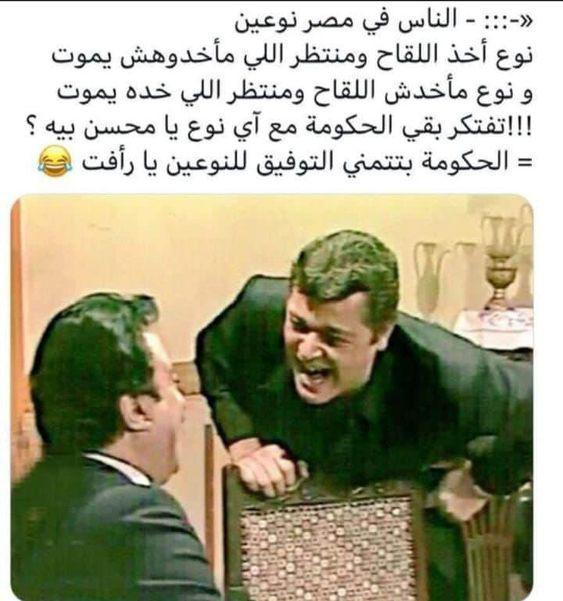 «-::: - الناس في مصر نوعين
نوع أخذ اللقاح ومنتظر اللي مأخدوهش يموت
و نوع مأخدش اللقاح ومنتظر اللي خده يموت
!!!تفتكر بقي الحكومة مع آي نوع يا محسن بيه ؟
= الحكومة بتتمني التوفيق للنوعين يا رأفت 😂